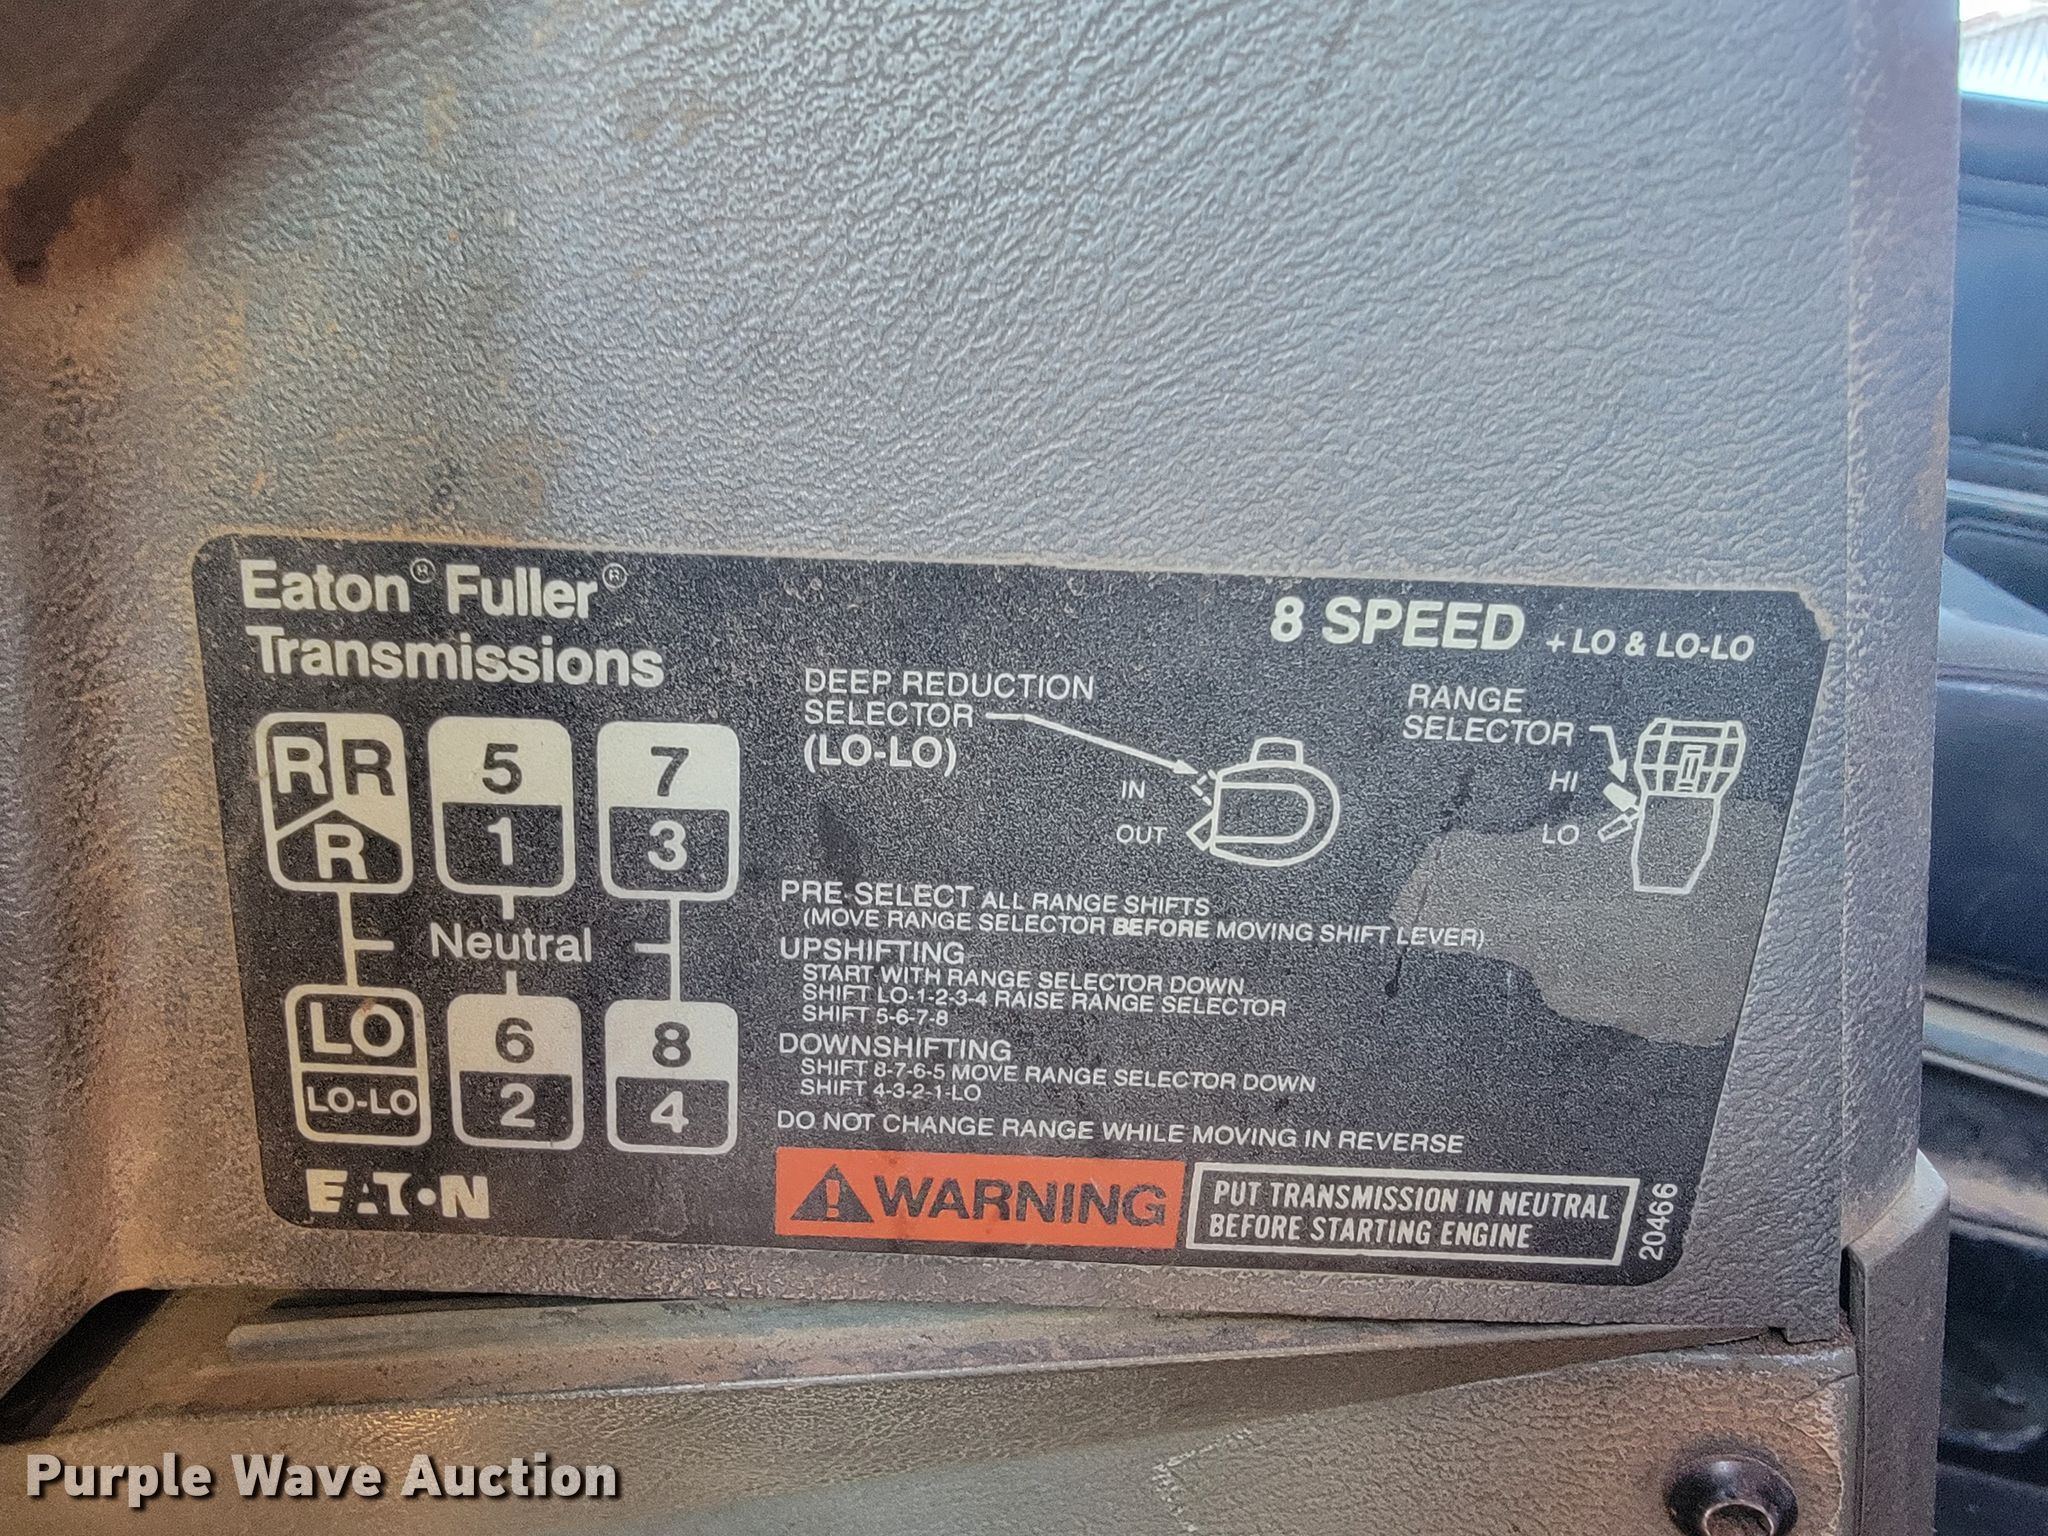 Eaton® Fuller®
Transmissions
8 SPEED + LO & LO-LO
DEEP REDUCTION
SELECTOR
(LO-LO)
IN
OUT
RANGE
SELECTOR
HI
LO
R R
R
5
1
7
3
Neutral
LO
LO-LO
6
2
8
4
PRE-SELECT ALL RANGE SHIFTS
(MOVE RANGE SELECTOR BEFORE MOVING SHIFT LEVER)
UPSHIFTING
START WITH RANGE SELECTOR DOWN
SHIFT LO-1-2-3-4 RAISE RANGE SELECTOR
SHIFT 5-6-7-8
DOWNSHIFTING
SHIFT 8-7-6-5 MOVE RANGE SELECTOR DOWN
SHIFT 4-3-2-1-LO
DO NOT CHANGE RANGE WHILE MOVING IN REVERSE
EATON
WARNING
PUT TRANSMISSION IN NEUTRAL
BEFORE STARTING ENGINE
20466
Purple Wave Auction